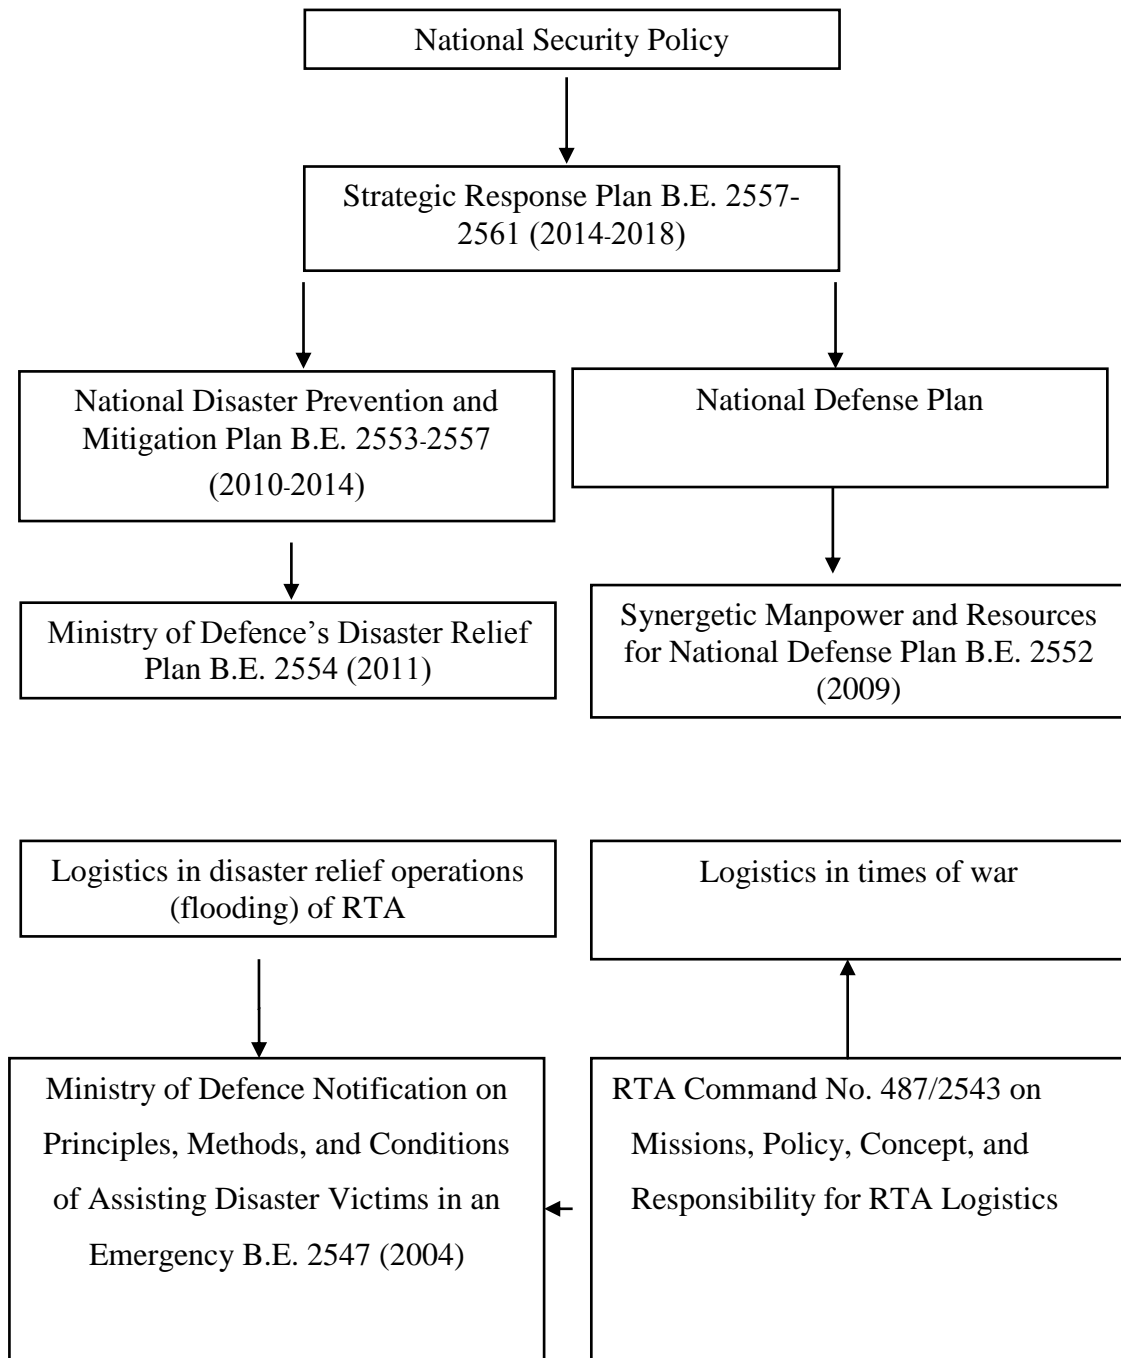 National Security Policy
Strategic Response Plan B.E. 2557-
2561 (2014-2018)
National Disaster Prevention and
Mitigation Plan B.E. 2553-2557
(2010-2014)
National Defense Plan
Ministry of Defence’s Disaster Relief
Plan B.E. 2554 (2011)
Synergetic Manpower and Resources
for National Defense Plan B.E. 2552
(2009)
Logistics in disaster relief operations
(flooding) of RTA
Logistics in times of war
Ministry of Defence Notification on
Principles, Methods, and Conditions
of Assisting Disaster Victims in an
Emergency B.E. 2547 (2004)
RTA Command No. 487/2543 on
Missions, Policy, Concept, and
Responsibility for RTA Logistics